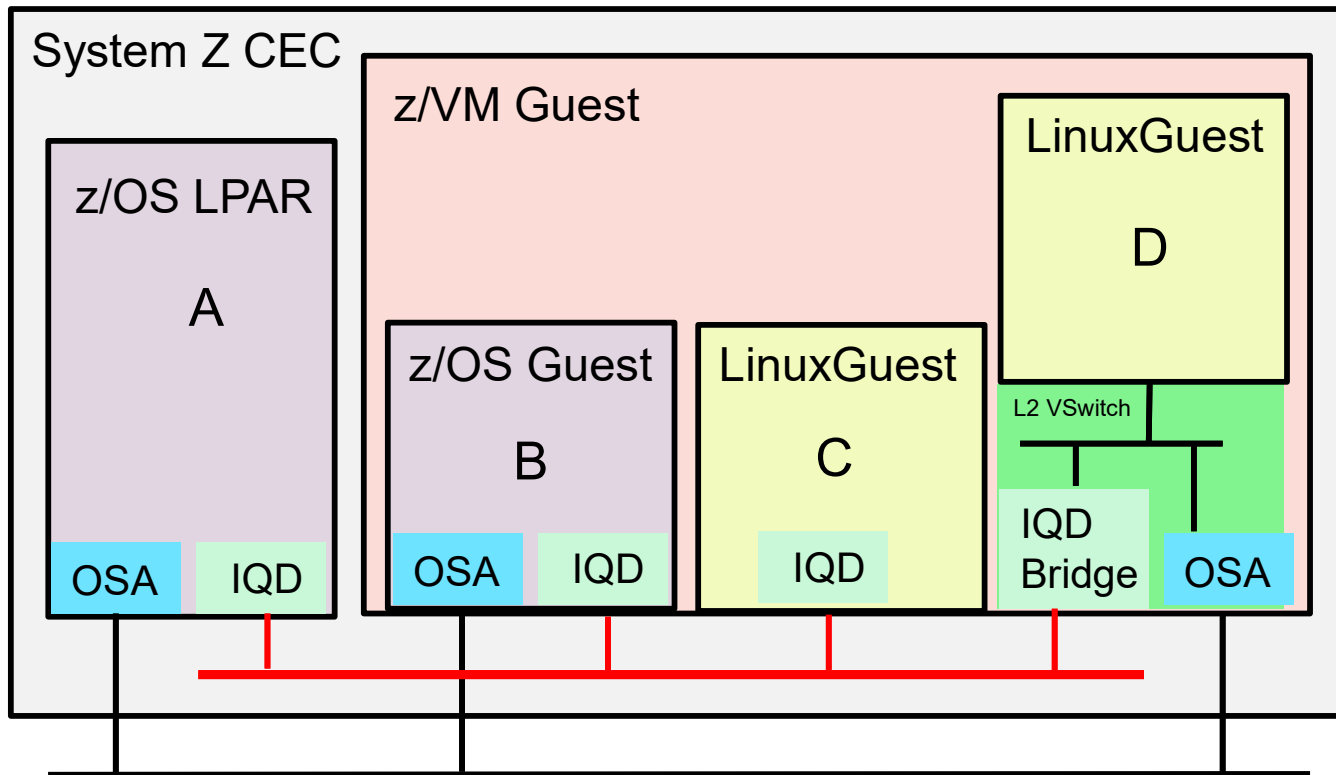 System Z CEC
z/OS LPAR
A
OSA
IQD
z/VM Guest
z/OS Guest
B
OSA
IQD
LinuxGuest
C
IQD
LinuxGuest
D
L2 VSwitch
IQD
Bridge
OSA